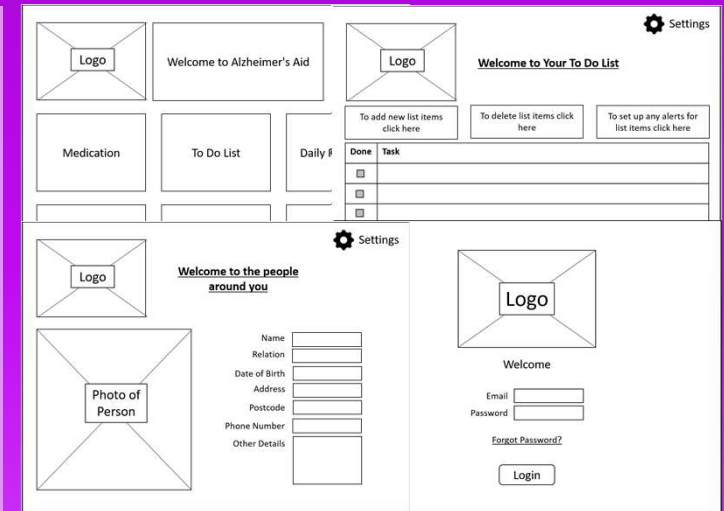 Logo
Welcome to Alzheimer's Aid
Medication
To Do List
Daily
Settings
Logo
Welcome to Your To Do List
To add new list items
click here
To delete list items click
here
To set up any alerts for
list items click here
Done Task
Settings
Logo
Welcome to the people
around you
Photo of
Person
Name
Relation
Date of Birth
Address
Postcode
Phone Number
Other Details
Logo
Welcome
Email
Password
Forgot Password?
Login